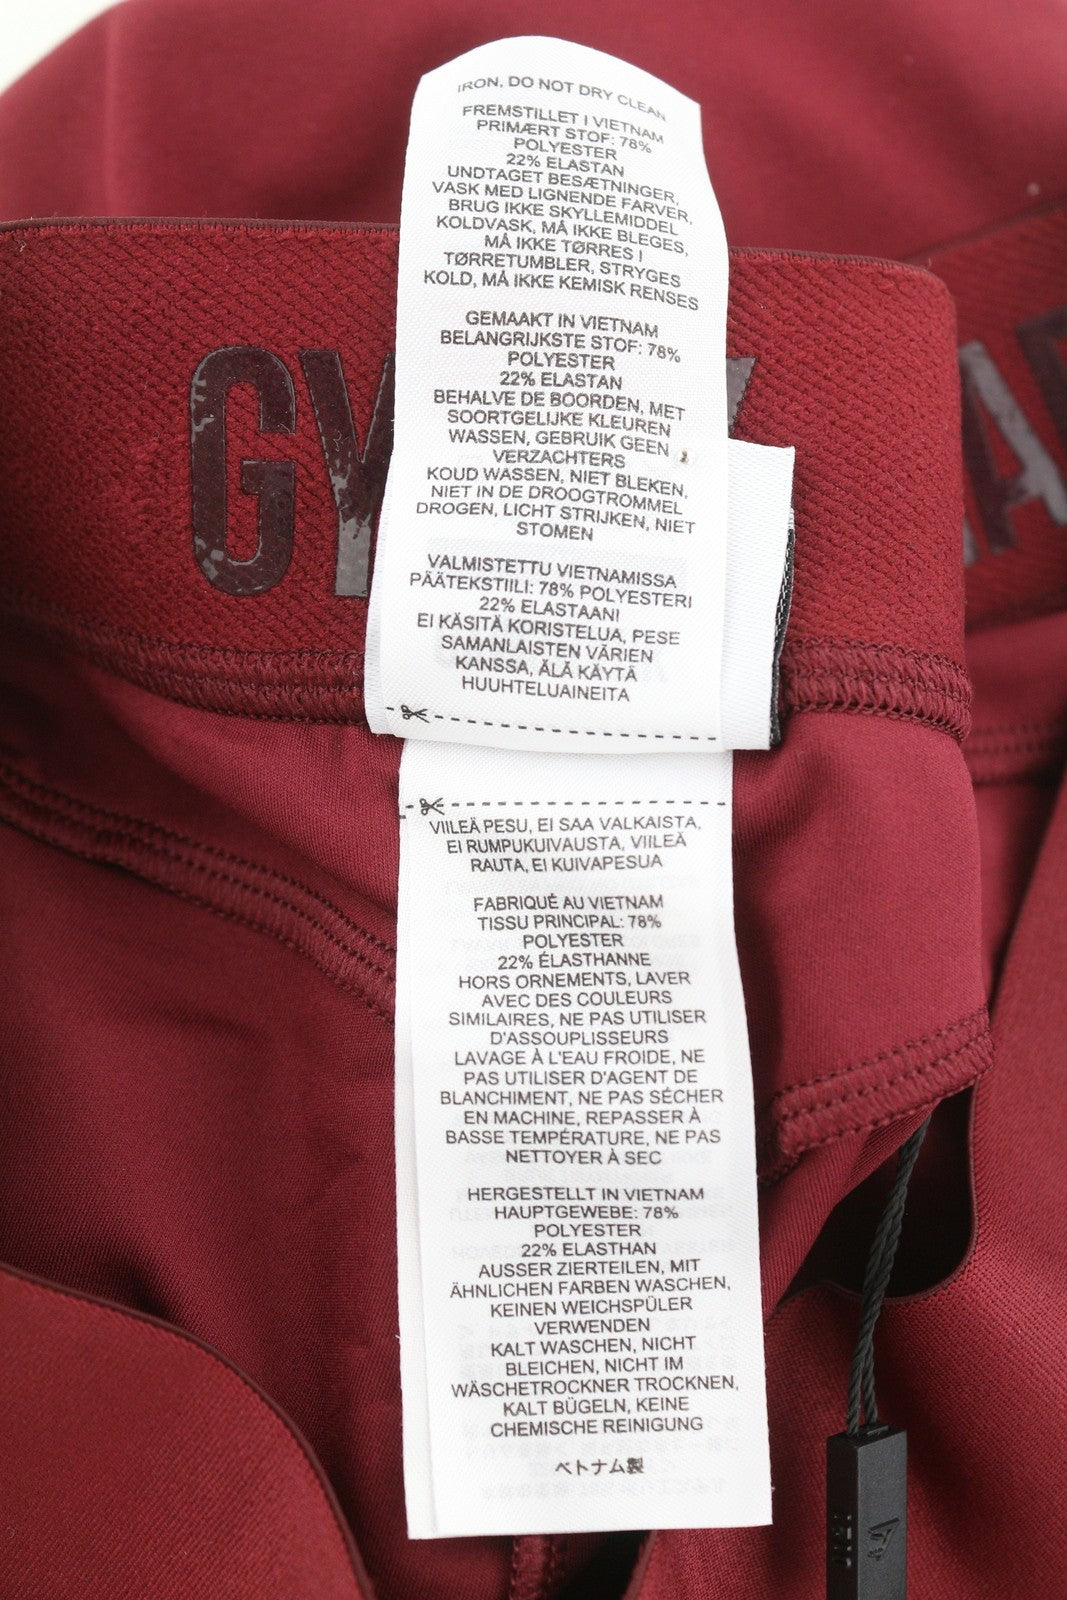 IRON, DO NOT DRY CLEAN
FREMSTILLET I VIETNAM
PRIMÆRT STOF: 78%
POLYESTER
22% ELASTAN
UNDTAGET BESÆTNINGER,
VASK MED LIGNENDE FARVER,
BRUG IKKE SKYLLEMIDDEL
KOLDVASK, MÅ IKKE BLEGES,
MÅ IKKE TØRRES I
TØRRETUMBLER, STRYGES
KOLD, MÅ IKKE KEMISK RENSES
GEMAAKT IN VIETNAM
BELANGRIJKSTE STOF: 78%
POLYESTER
22% ELASTAN
BEHALVE DE BOORDEN, MET
SOORTGELIJKE KLEUREN
WASSEN, GEBRUIK GEEN
VERZACHTERS
KOUD WASSEN, NIET BLEKEN,
NIET IN DE DROOGTROMMEL
DROGEN, LICHT STRIJKEN, NIET
STOMEN
VALMISTETTU VIETNAMISSA
PÄÄTEKSTIILI: 78% POLYESTERI
22% ELASTAANI
EI KÄSITÄ KORISTELUA, PESE
SAMANLAISTEN VÄRIEN
KANSSA, ÄLÄ KÄYTÄ
HUUHTELUAINEITA
VIILEÄ PESU, EI SAA VALKAISTA,
EI RUMPUKUIVAUSTA, VIILEÄ
RAUTA, EI KUIVAPESUA
FABRIQUÉ AU VIETNAM
TISSU PRINCIPAL: 78%
POLYESTER
22% ÉLASTHANNE
HORS ORNEMENTS, LAVER
AVEC DES COULEURS
SIMILAIRES, NE PAS UTILISER
D'ASSOUPLISSEURS
LAVAGE À L'EAU FROIDE, NE
PAS UTILISER D'AGENT DE
BLANCHIMENT, NE PAS SÉCHER
EN MACHINE, REPASSER À
BASSE TEMPÉRATURE, NE PAS
NETTOYER À SEC
HERGESTELLT IN VIETNAM
HAUPTGEWEBE: 78%
POLYESTER
22% ELASTHAN
AUSSER ZIERTEILEN, MIT
ÄHNLICHEN FARBEN WASCHEN,
KEINEN WEICHSPÜLER
VERWENDEN
KALT WASCHEN, NICHT
BLEICHEN, NICHT IM
WÄSCHETROCKNER TROCKNEN,
KALT BÜGELN, KEINE
CHEMISCHE REINIGUNG
ベトナム製
GY